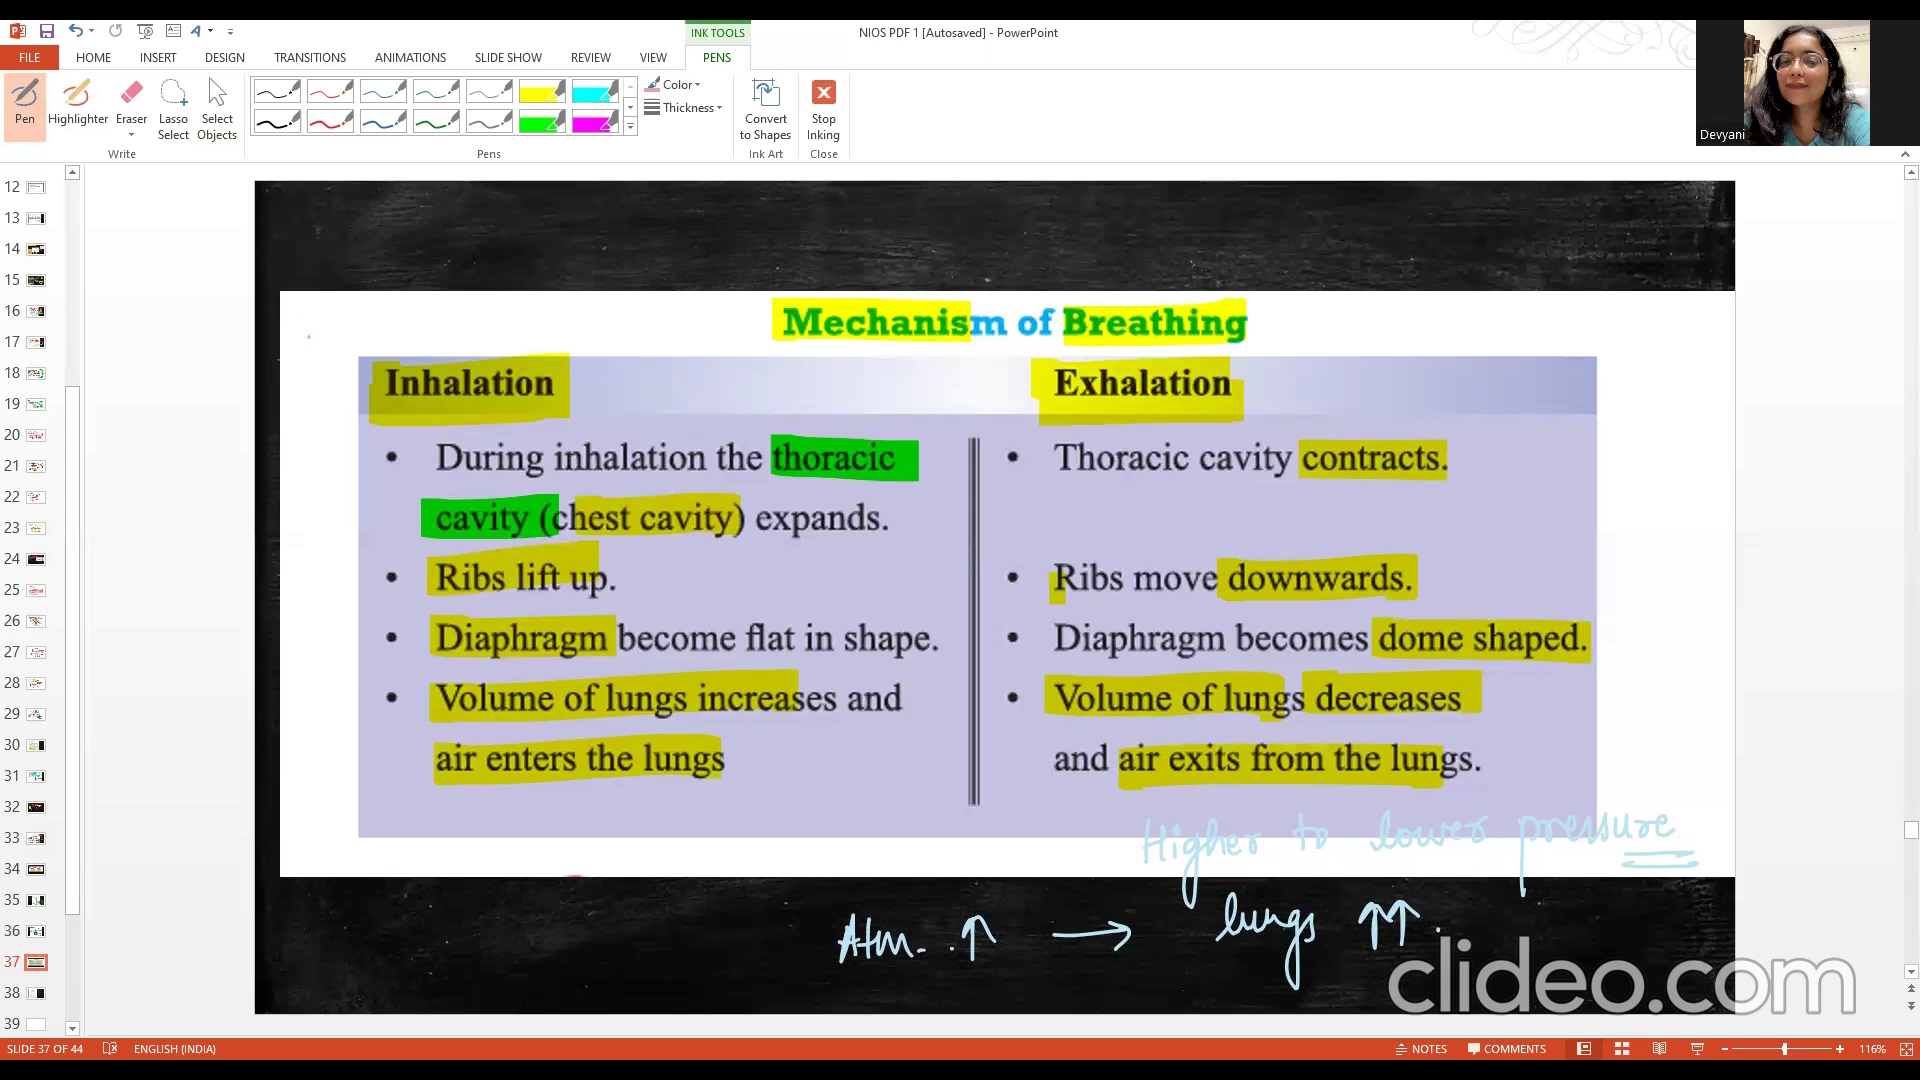 INK TOOLS
NIOS PDF 1 [Autosaved] - PowerPoint
FILE HOME INSERT DESIGN TRANSITIONS ANIMATIONS SLIDE SHOW REVIEW VIEW PENS
Pen Highlighter Eraser Lasso Select Select Objects
Color
Thickness
Convert to Shapes
Stop Inking
Write Pens Ink Art Close
Devyani
12
13
14
15
16
17
18
19
20
21
22
23
24
25
26
27
28
29
30
31
32
33
34
35
36
37
38
39
Mechanism of Breathing
Inhalation
• During inhalation the thoracic
cavity (chest cavity) expands.
• Ribs lift up.
• Diaphragm become flat in shape.
• Volume of lungs increases and
air enters the lungs
Exhalation
• Thoracic cavity contracts.
• Ribs move downwards.
• Diaphragm becomes dome shaped.
• Volume of lungs decreases
and air exits from the lungs.
Higher to lower pressure
Atm. ↑ → lungs ↑↑
clideo.com
SLIDE 37 OF 44 ENGLISH (INDIA) NOTES COMMENTS 116%